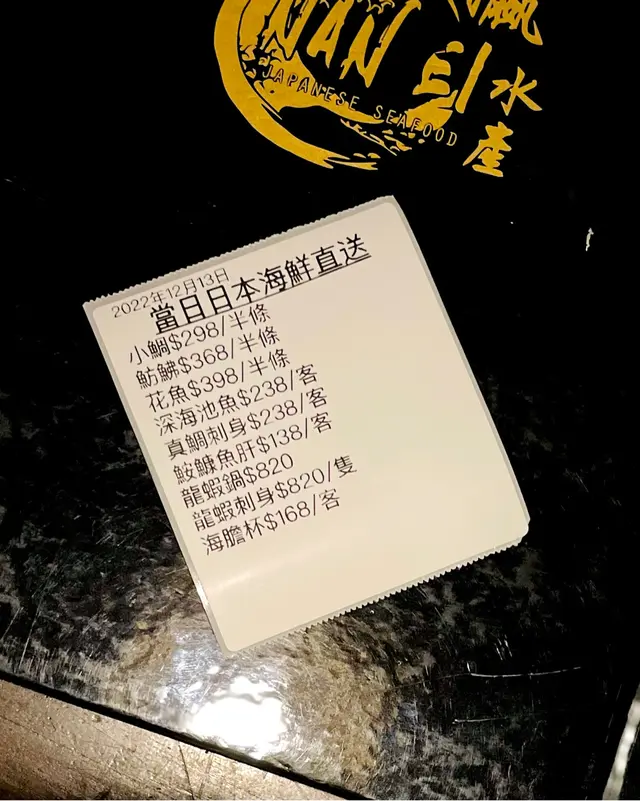 NAN
JAPANESE SEAFOOD
水
產
2022年12月13日
當日日本海鮮直送
小鯛$298/半條
魴鮄$368/半條
花魚$398/半條
深海池魚$238/客
真鯛刺身$238/客
鮟鱇魚肝$138/客
龍蝦鍋$820
龍蝦刺身$820/隻
海膽杯$168/客